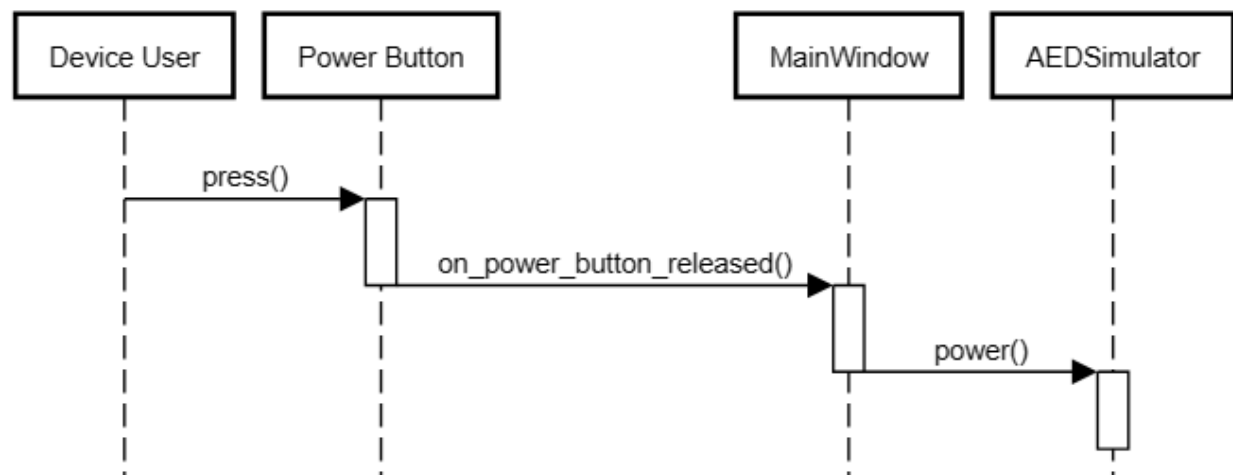 Device User
Power Button
MainWindow
AEDSimulator
press()
on_power_button_released()
power()